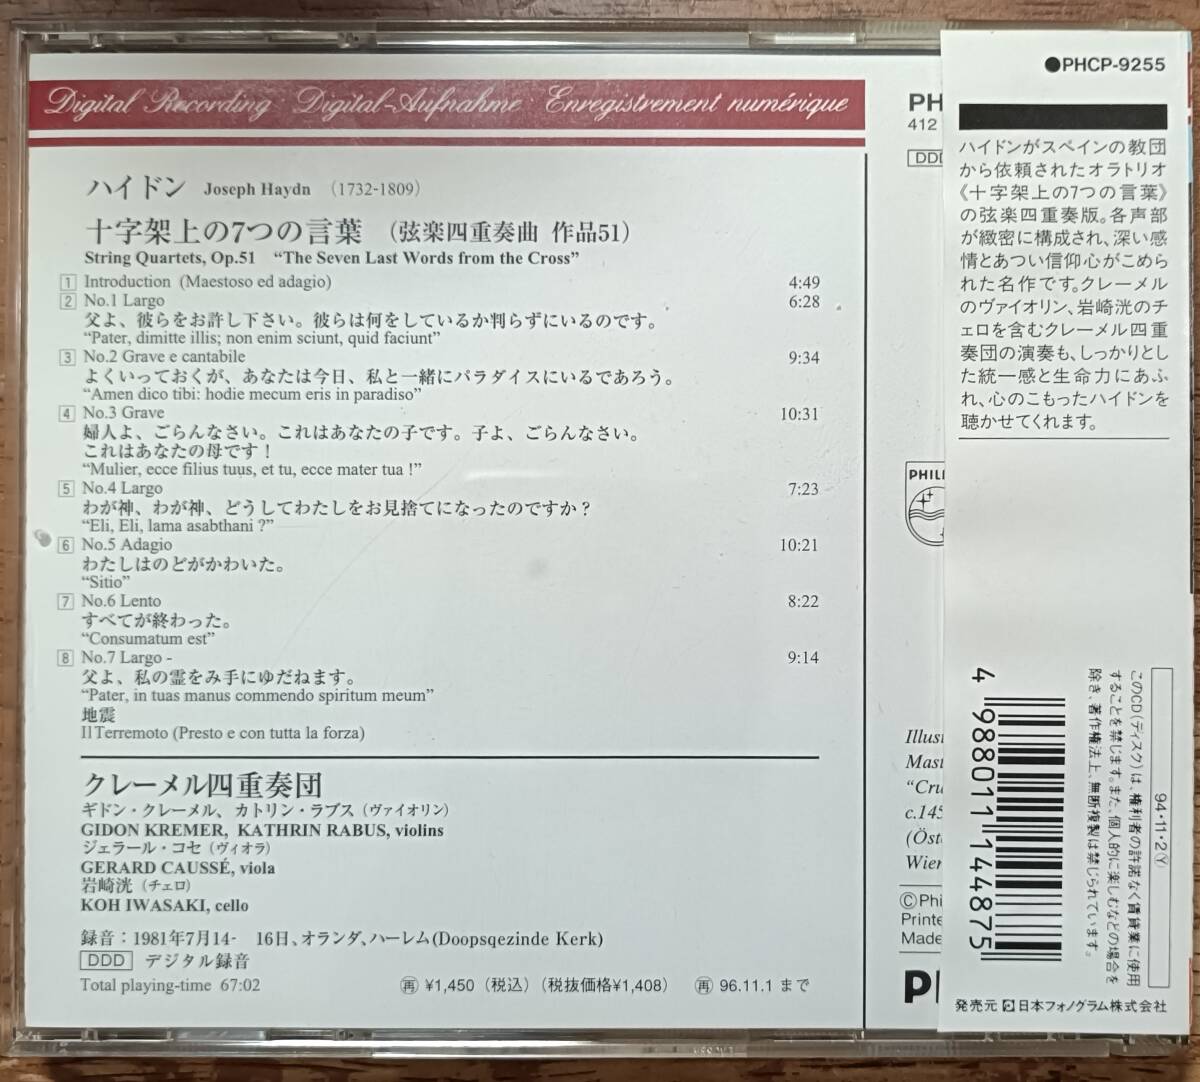 Digital Recording · Digital-Aufnahme · Enregistrement numérique
ハイドン Joseph Haydn (1732-1809)
十字架上の7つの言葉 (弦楽四重奏曲 作品51)
String Quartets, Op.51 “The Seven Last Words from the Cross”
1 Introduction (Maestoso ed adagio) 4:49
2 No.1 Largo 6:28
父よ、彼らをお許し下さい。彼らは何をしているか判らずにいるのです。
“Pater, dimitte illis; non enim sciunt, quid faciunt”
3 No.2 Grave e cantabile 9:34
よくいっておくが、あなたは今日、私と一緒にパラダイスにいるであろう。
“Amen dico tibi: hodie mecum eris in paradiso”
4 No.3 Grave 10:31
婦人よ、ごらんなさい。これはあなたの子です。子よ、ごらんなさい。
これはあなたの母です!
“Mulier, ecce filius tuus, et tu, ecce mater tua !”
5 No.4 Largo 7:23
わが神、わが神、どうしてわたしをお見捨てになったのですか?
“Eli, Eli, lama asabthani ?”
6 No.5 Adagio 10:21
わたしはのどがかわいた。
“Sitio”
7 No.6 Lento 8:22
すべてが終わった。
“Consumatum est”
8 No.7 Largo - 9:14
父よ、私の霊をみ手にゆだねます。
“Pater, in tuas manus commendo spiritum meum”
地震
Il Terremoto (Presto e con tutta la forza)
クレーメル四重奏団
ギドン・クレーメル、カトリン・ラブス (ヴァイオリン)
GIDON KREMER, KATHRIN RABUS, violins
ジェラール・コセ (ヴィオラ)
GERARD CAUSSÉ, viola
岩崎洸 (チェロ)
KOH IWASAKI, cello
録音:1981年7月14- 16日、オランダ、ハーレム(Doopsqezinde Kerk)
DDD デジタル録音
Total playing-time 67:02 再 ¥1,450 (税込) (税抜価格¥1,408) 再 96.11.1 まで
PH
412
DDD
PHILI
Illust
Mast
“Cru
c.145
(Öst
Wien
©Phi
Printe
Made
●PHCP-9255
ハイドンがスペインの教団
から依頼されたオラトリオ
《十字架上の7つの言葉》
の弦楽四重奏版。各声部
が緻密に構成され、深い感
情とあつい信仰心がこめら
れた名作です。クレーメル
のヴァイオリン、岩崎洸のチ
ェロを含むクレーメル四重
奏団の演奏も、しっかりとし
た統一感と生命力にあふ
れ、心のこもったハイドンを
聴かせてくれます。
4 988011 144875
94・11・2Ⓨ
このCD(ディスク)は、権利者の許諾なく賃貸業に使用
することを禁じます。また、個人的に楽しむなどの場合を
除き、著作権法上、無断複製は禁じられています。
発売元 日本フォノグラム株式会社